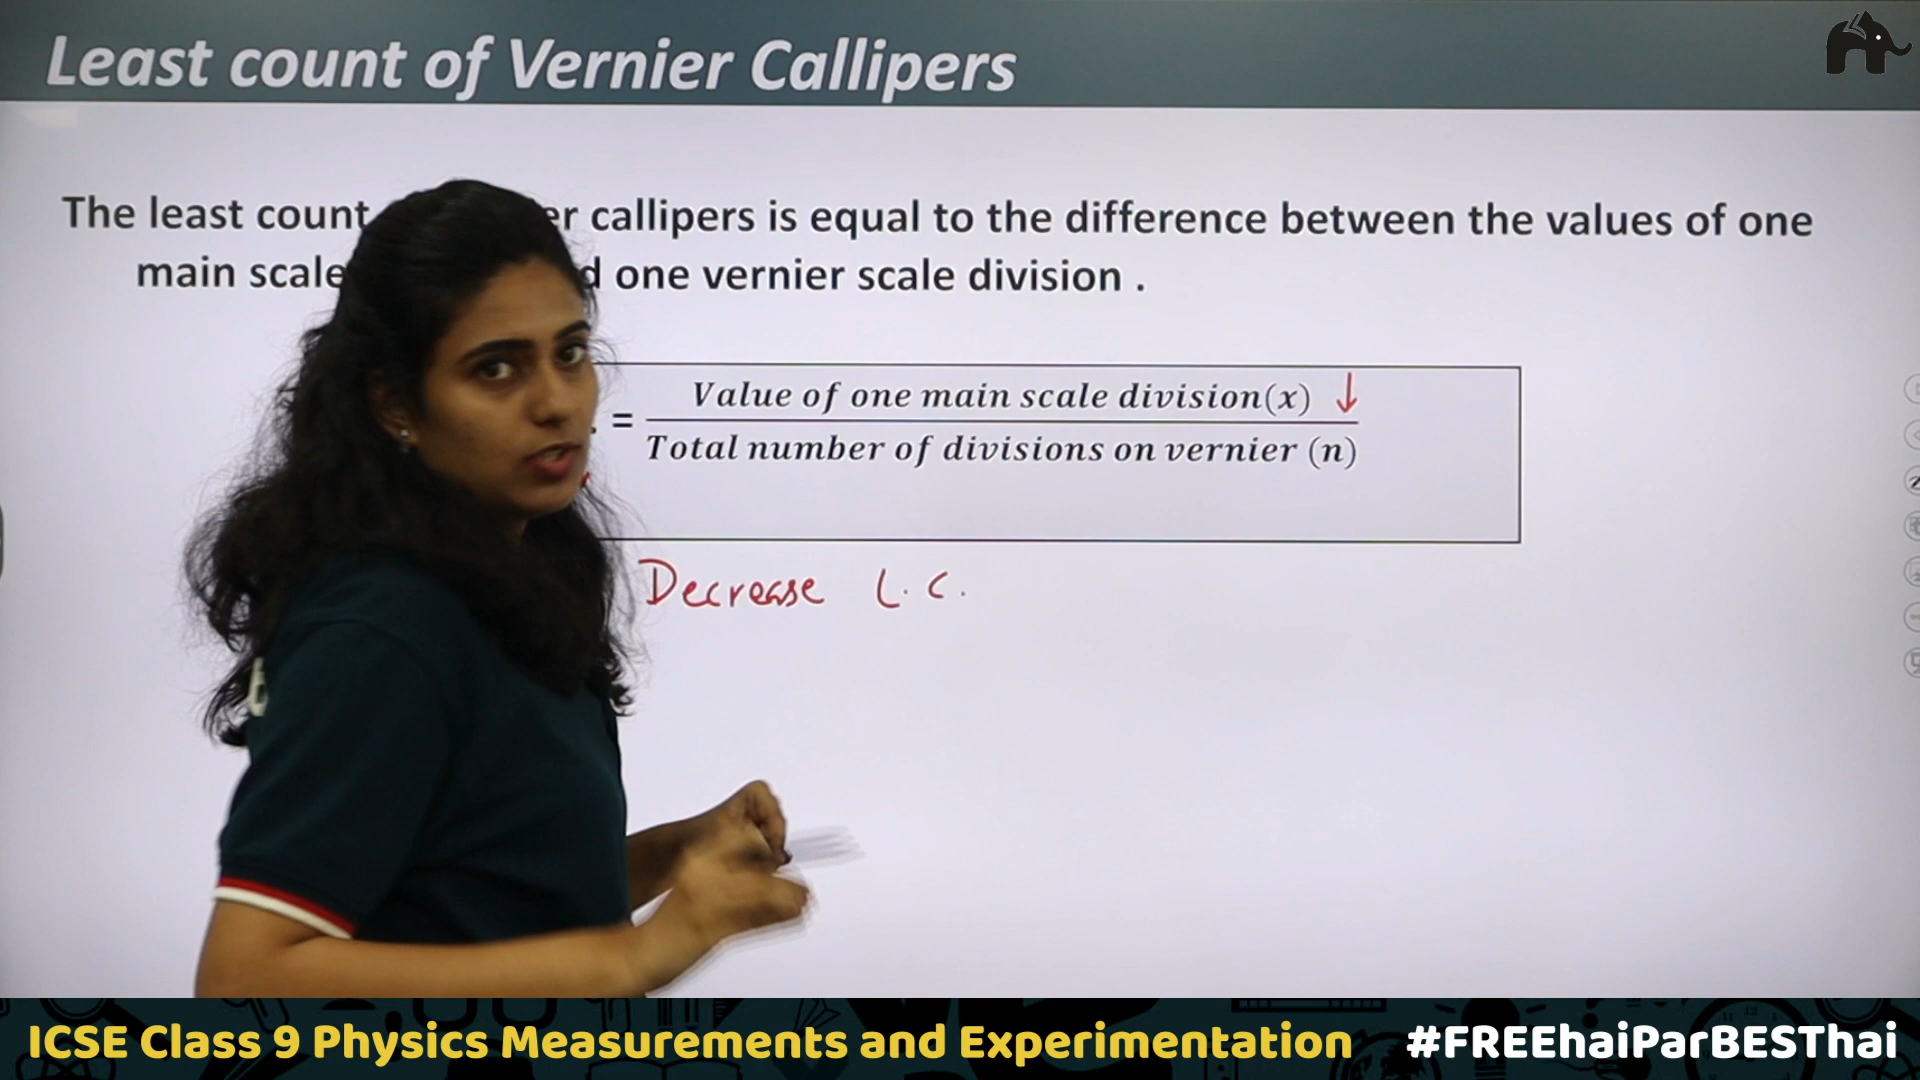 Least count of Vernier Callipers
The least count er callipers is equal to the difference between the values of one
main scale d one vernier scale division .
. = Value of one main scale division(x) ↓
Total number of divisions on vernier (n)
Decrease L.C.
ICSE Class 9 Physics Measurements and Experimentation #FREEhaiParBESThai